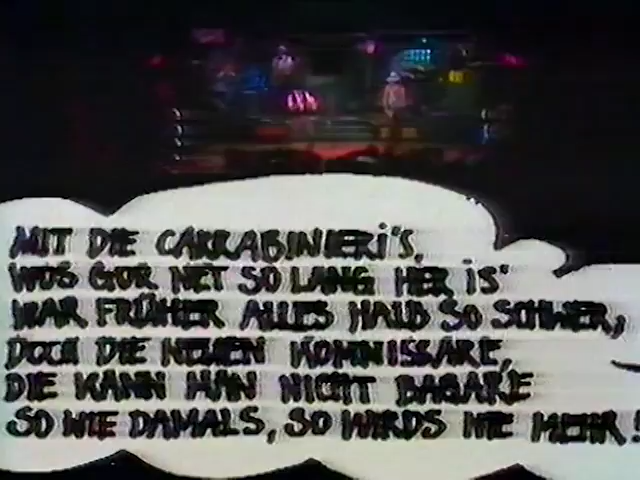 MIT DIE CARRABINIERI'S,
WOS GOR NET SO LANG HER IS'
WAR FRÜHER ALLES HALB SO SCHWER,
DOCH DIE NEUEN KOMMISSARE,
DIE KANN MAN NICHT
SO WIE DAMALS, SO WIRDS NIE MEHR!